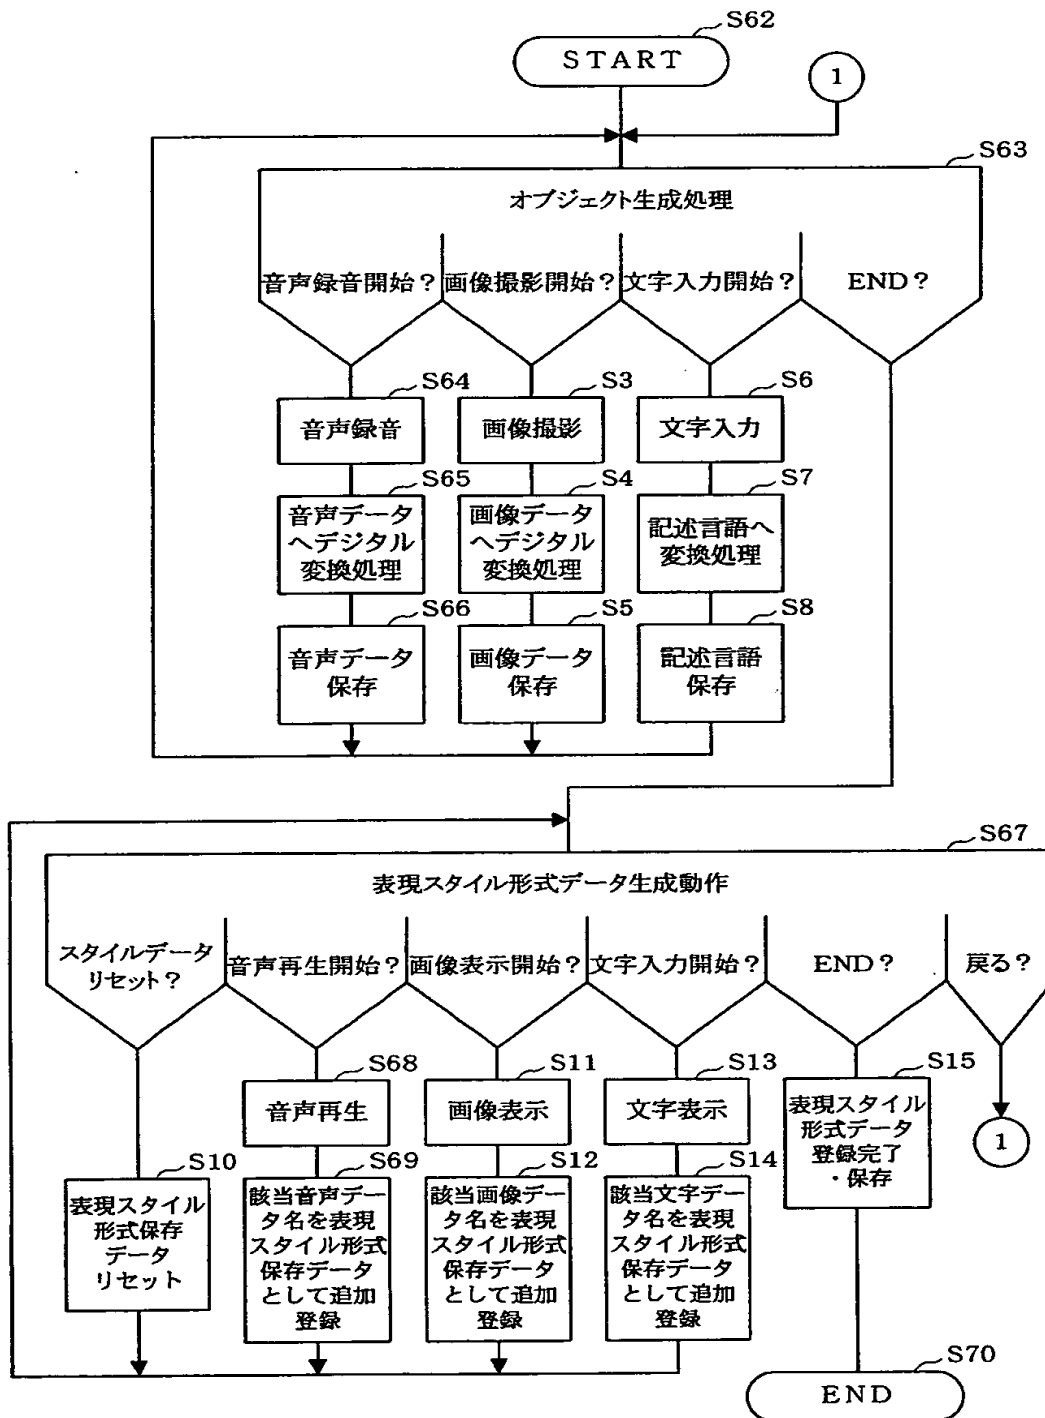 S62
START
1
S63
オブジェクト生成処理
音声録音開始？
画像撮影開始？
文字入力開始？
END？
S64
音声録音
S3
画像撮影
S6
文字入力
S65
音声データ
へデジタル
変換処理
S4
画像データ
へデジタル
変換処理
S7
記述言語へ
変換処理
S66
音声データ
保存
S5
画像データ
保存
S8
記述言語
保存
S67
表現スタイル形式データ生成動作
スタイルデータ
リセット？
音声再生開始？
画像表示開始？
文字入力開始？
END？
戻る？
S68
音声再生
S11
画像表示
S13
文字表示
S15
表現スタイル
形式データ
登録完了
・保存
1
S10
表現スタイル
形式保存
データ
リセット
S69
該当音声デー
タ名を表現
スタイル形式
保存データ
として追加
登録
S12
該当画像デー
タ名を表現
スタイル形式
保存データ
として追加
登録
S14
該当文字デー
タ名を表現
スタイル形式
保存データ
として追加
登録
S70
END